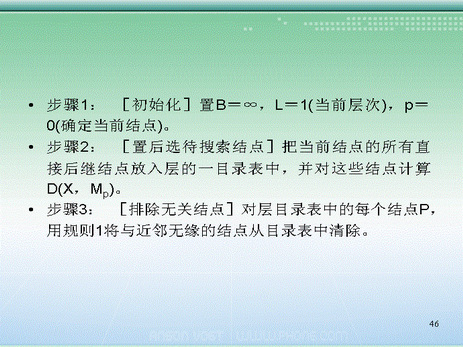 • 步骤1： ［初始化］置B＝∞，L＝1(当前层次)，p＝
0(确定当前结点)。
• 步骤2： ［置后选待搜索结点］把当前结点的所有直
接后继结点放入层的一目录表中，并对这些结点计算
D(X，Mp)。
• 步骤3： ［排除无关结点］对层目录表中的每个结点P，
用规则1将与近邻无缘的结点从目录表中清除。
46